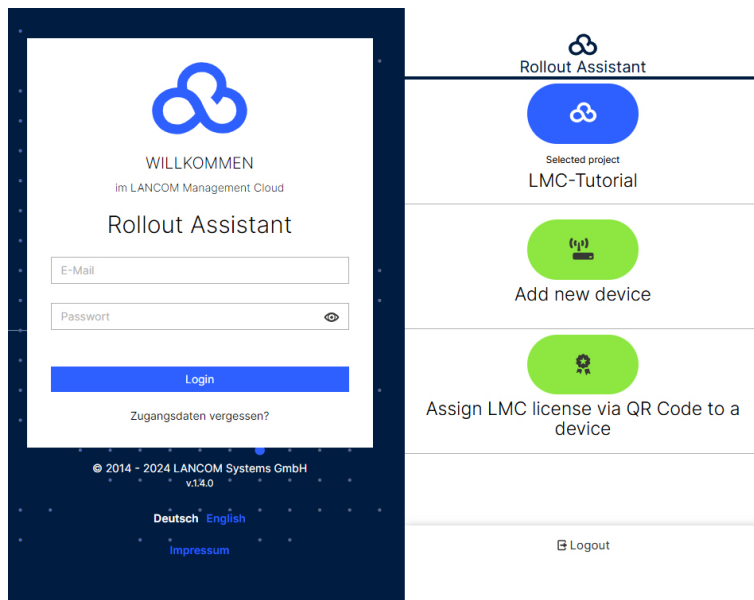 WILLKOMMEN
im LANCOM Management Cloud
Rollout Assistant
E-Mail
Passwort
Login
Zugangsdaten vergessen?
© 2014 - 2024 LANCOM Systems GmbH
v.1.4.0
Deutsch English
Impressum
Rollout Assistant
Selected project
LMC-Tutorial
Add new device
Assign LMC license via QR Code to a
device
Logout